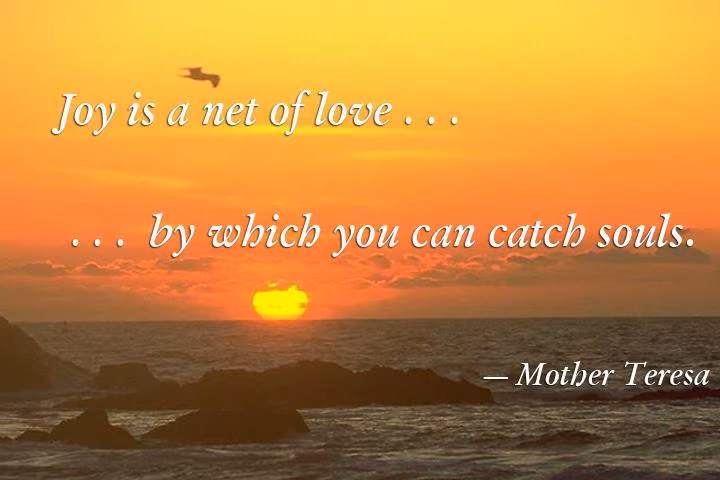 Joy is a net of love . . .
. . . by which you can catch souls.
— Mother Teresa